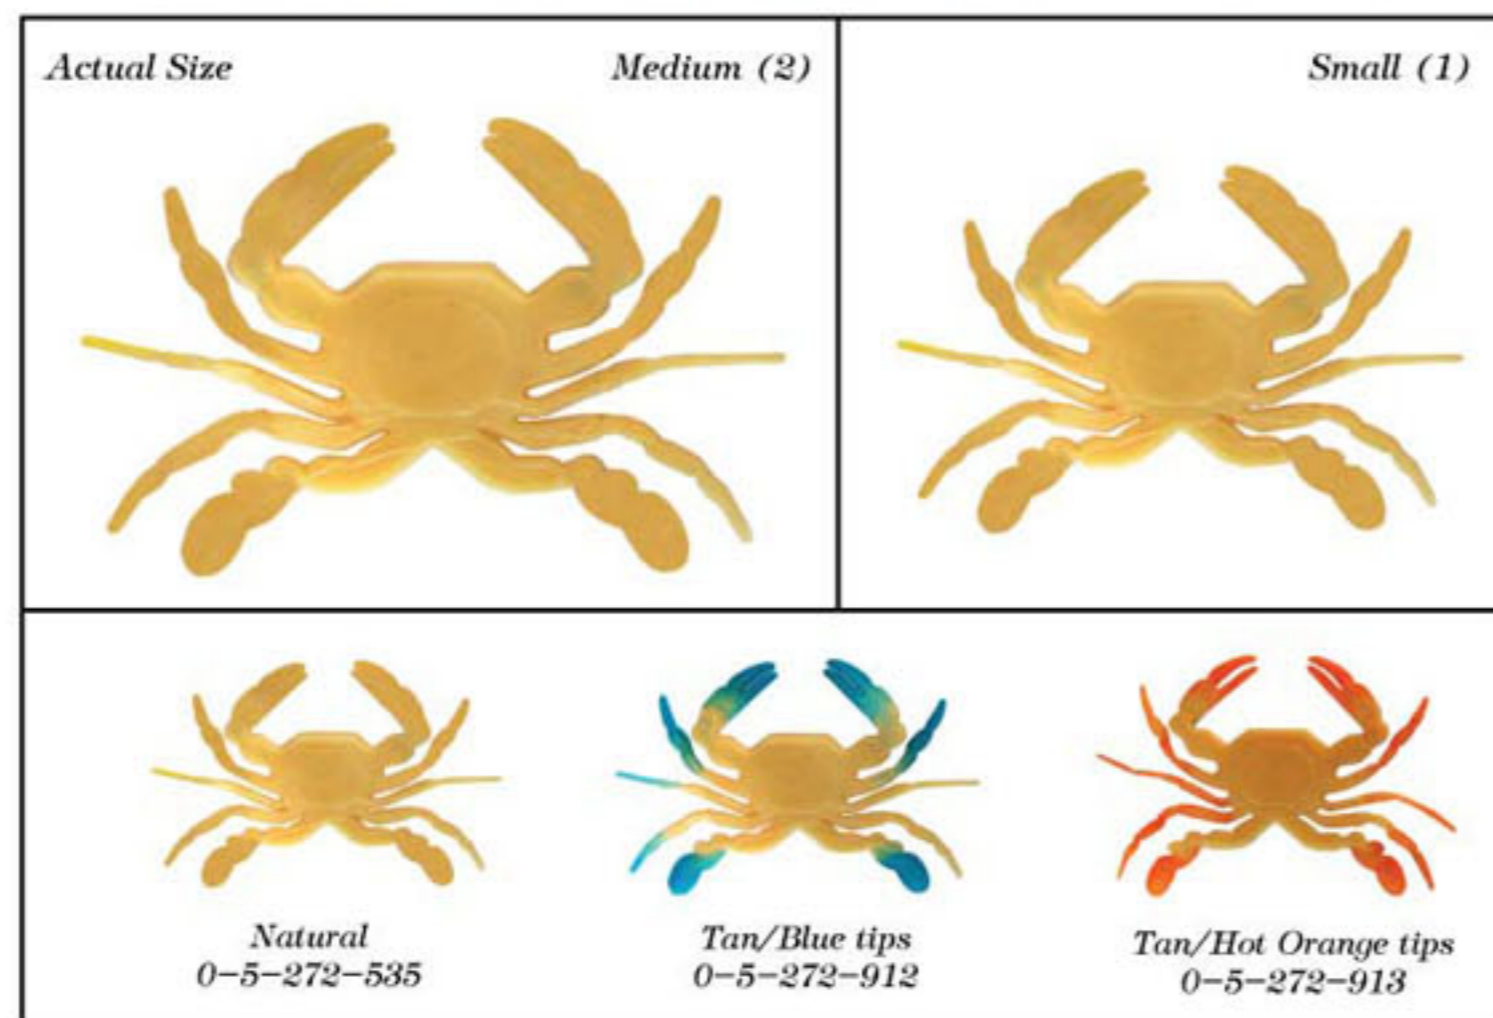 Actual Size
Medium (2)
Small (1)
Natural
0-5-272-535
Tan/Blue tips
0-5-272-912
Tan/Hot Orange tips
0-5-272-913